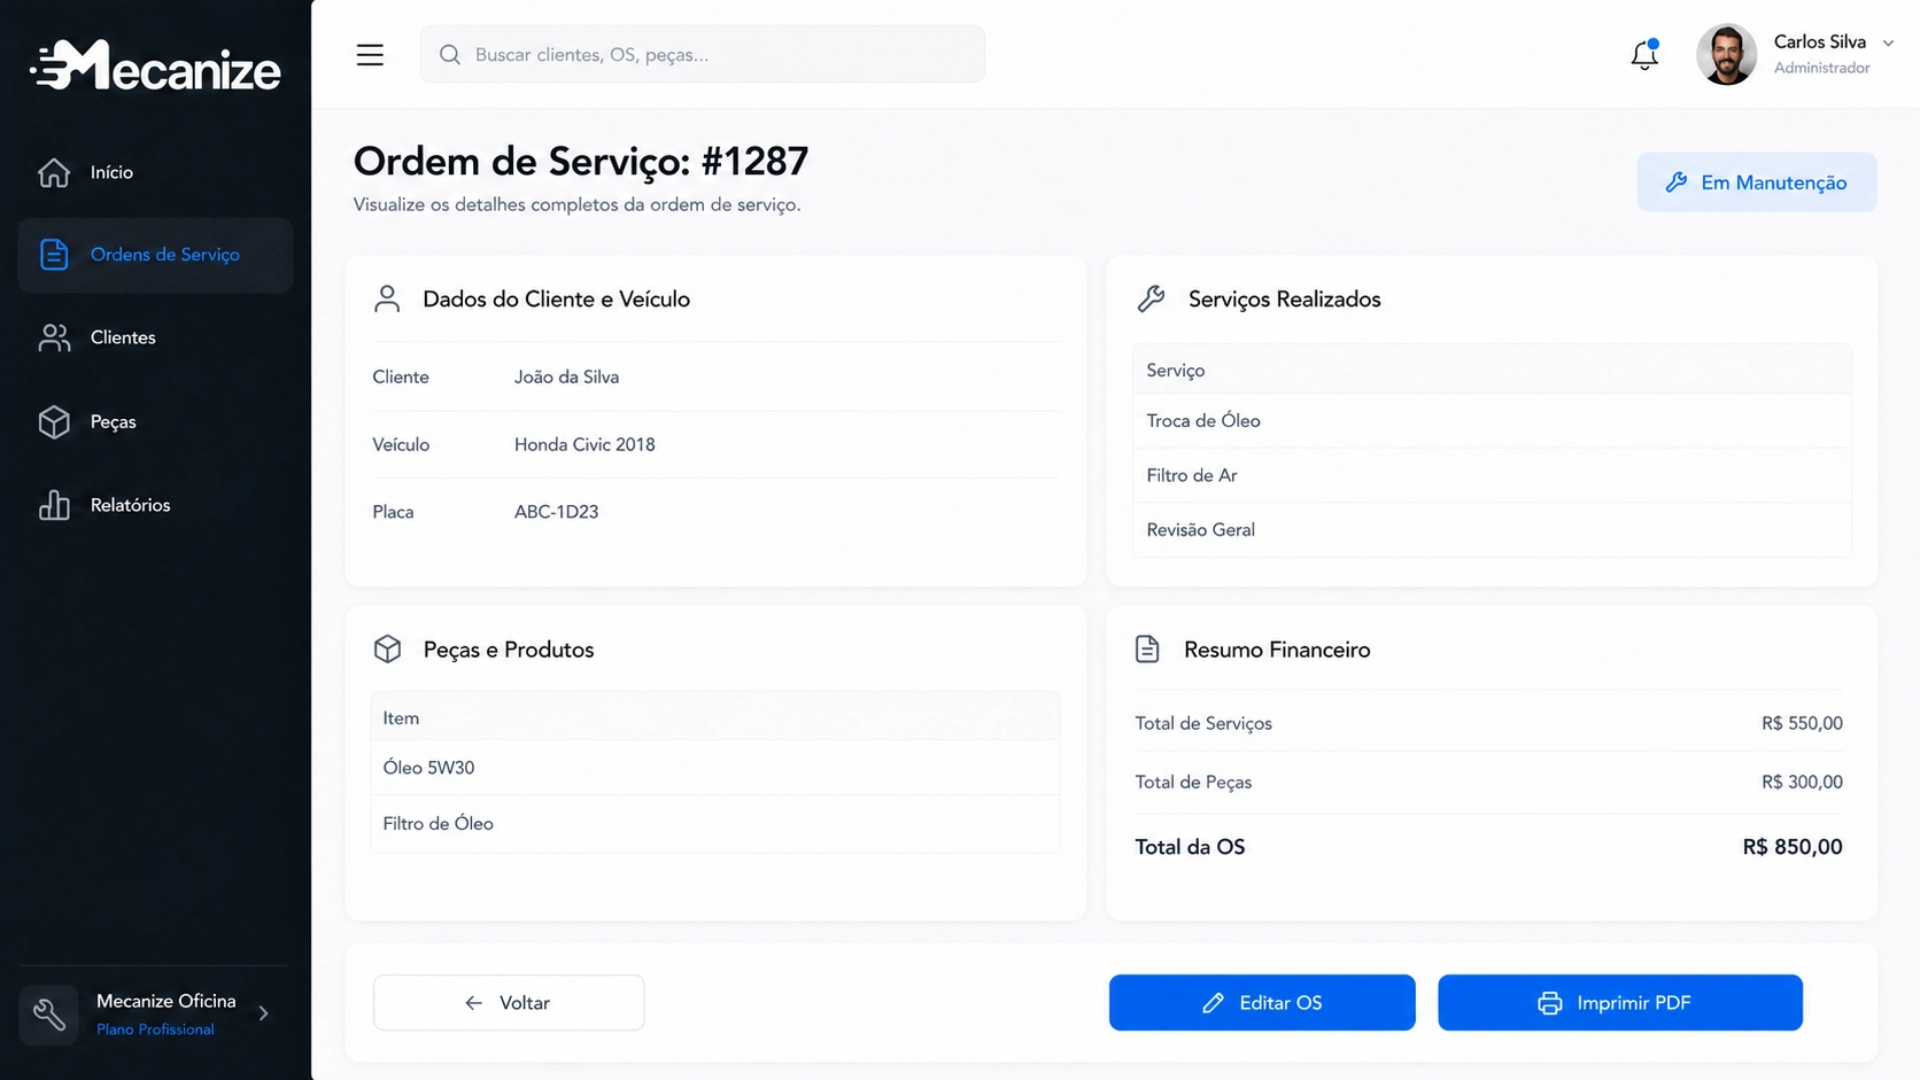 Mecanize
Início
Ordens de Serviço
Clientes
Peças
Relatórios
Mecanize Oficina
Plano Profissional
Buscar clientes, OS, peças...
Carlos Silva
Administrador
Ordem de Serviço: #1287
Visualize os detalhes completos da ordem de serviço.
Em Manutenção
Dados do Cliente e Veículo
Cliente João da Silva
Veículo Honda Civic 2018
Placa ABC-1D23
Serviços Realizados
Serviço
Troca de Óleo
Filtro de Ar
Revisão Geral
Peças e Produtos
Item
Óleo 5W30
Filtro de Óleo
Resumo Financeiro
Total de Serviços R$ 550,00
Total de Peças R$ 300,00
Total da OS R$ 850,00
Voltar
Editar OS
Imprimir PDF